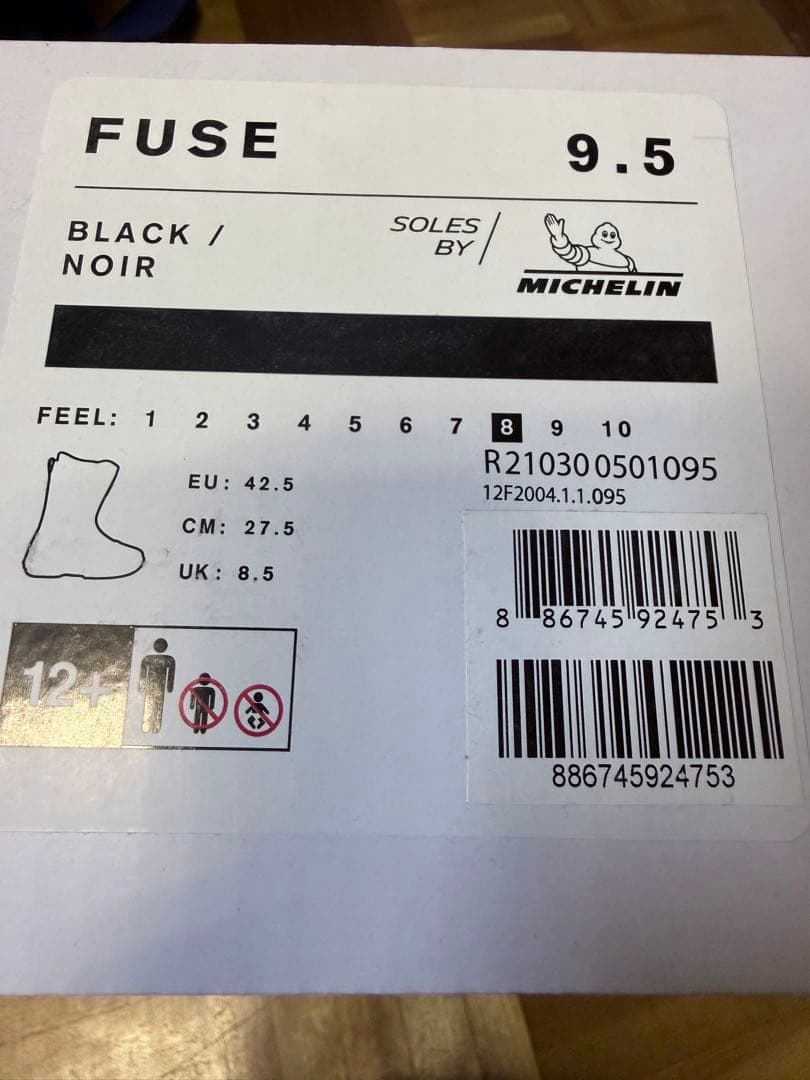 FUSE
9.5
BLACK /
NOIR
SOLES
BY
MICHELIN
FEEL: 1 2 3 4 5 6 7 8 9 10
R210300501095
12F2004.1.1.095
EU: 42.5
CM: 27.5
UK: 8.5
12+
8 86745 92475 3
886745924753